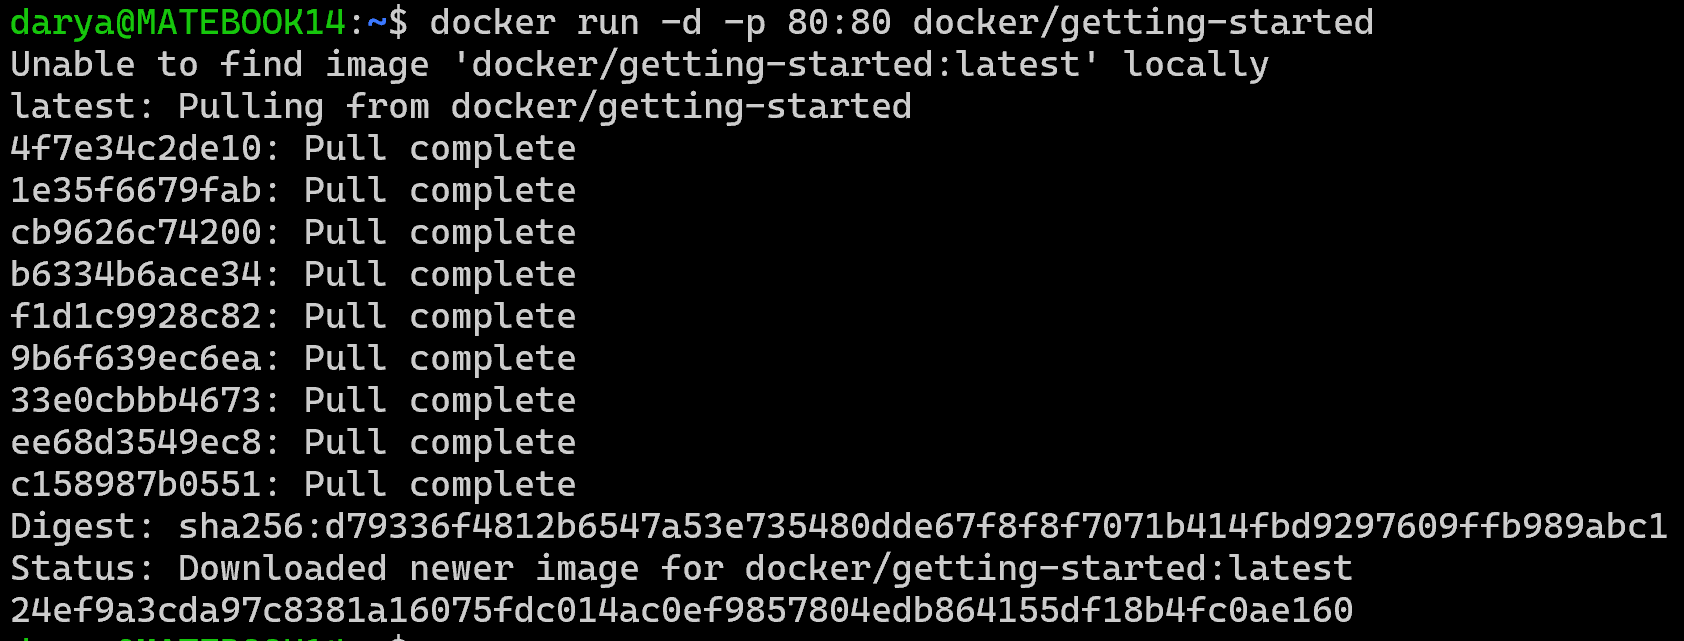 darya@MATEBOOK14:~$ docker run -d -p 80:80 docker/getting-started
Unable to find image 'docker/getting-started:latest' locally
latest: Pulling from docker/getting-started
4f7e34c2de10: Pull complete
1e35f6679fab: Pull complete
cb9626c74200: Pull complete
b6334b6ace34: Pull complete
f1d1c9928c82: Pull complete
9b6f639ec6ea: Pull complete
33e0cbbb4673: Pull complete
ee68d3549ec8: Pull complete
c158987b0551: Pull complete
Digest: sha256:d79336f4812b6547a53e735480dde67f8f8f7071b414fbd9297609ffb989abc1
Status: Downloaded newer image for docker/getting-started:latest
24ef9a3cda97c8381a16075fdc014ac0ef9857804edb864155df18b4fc0ae160